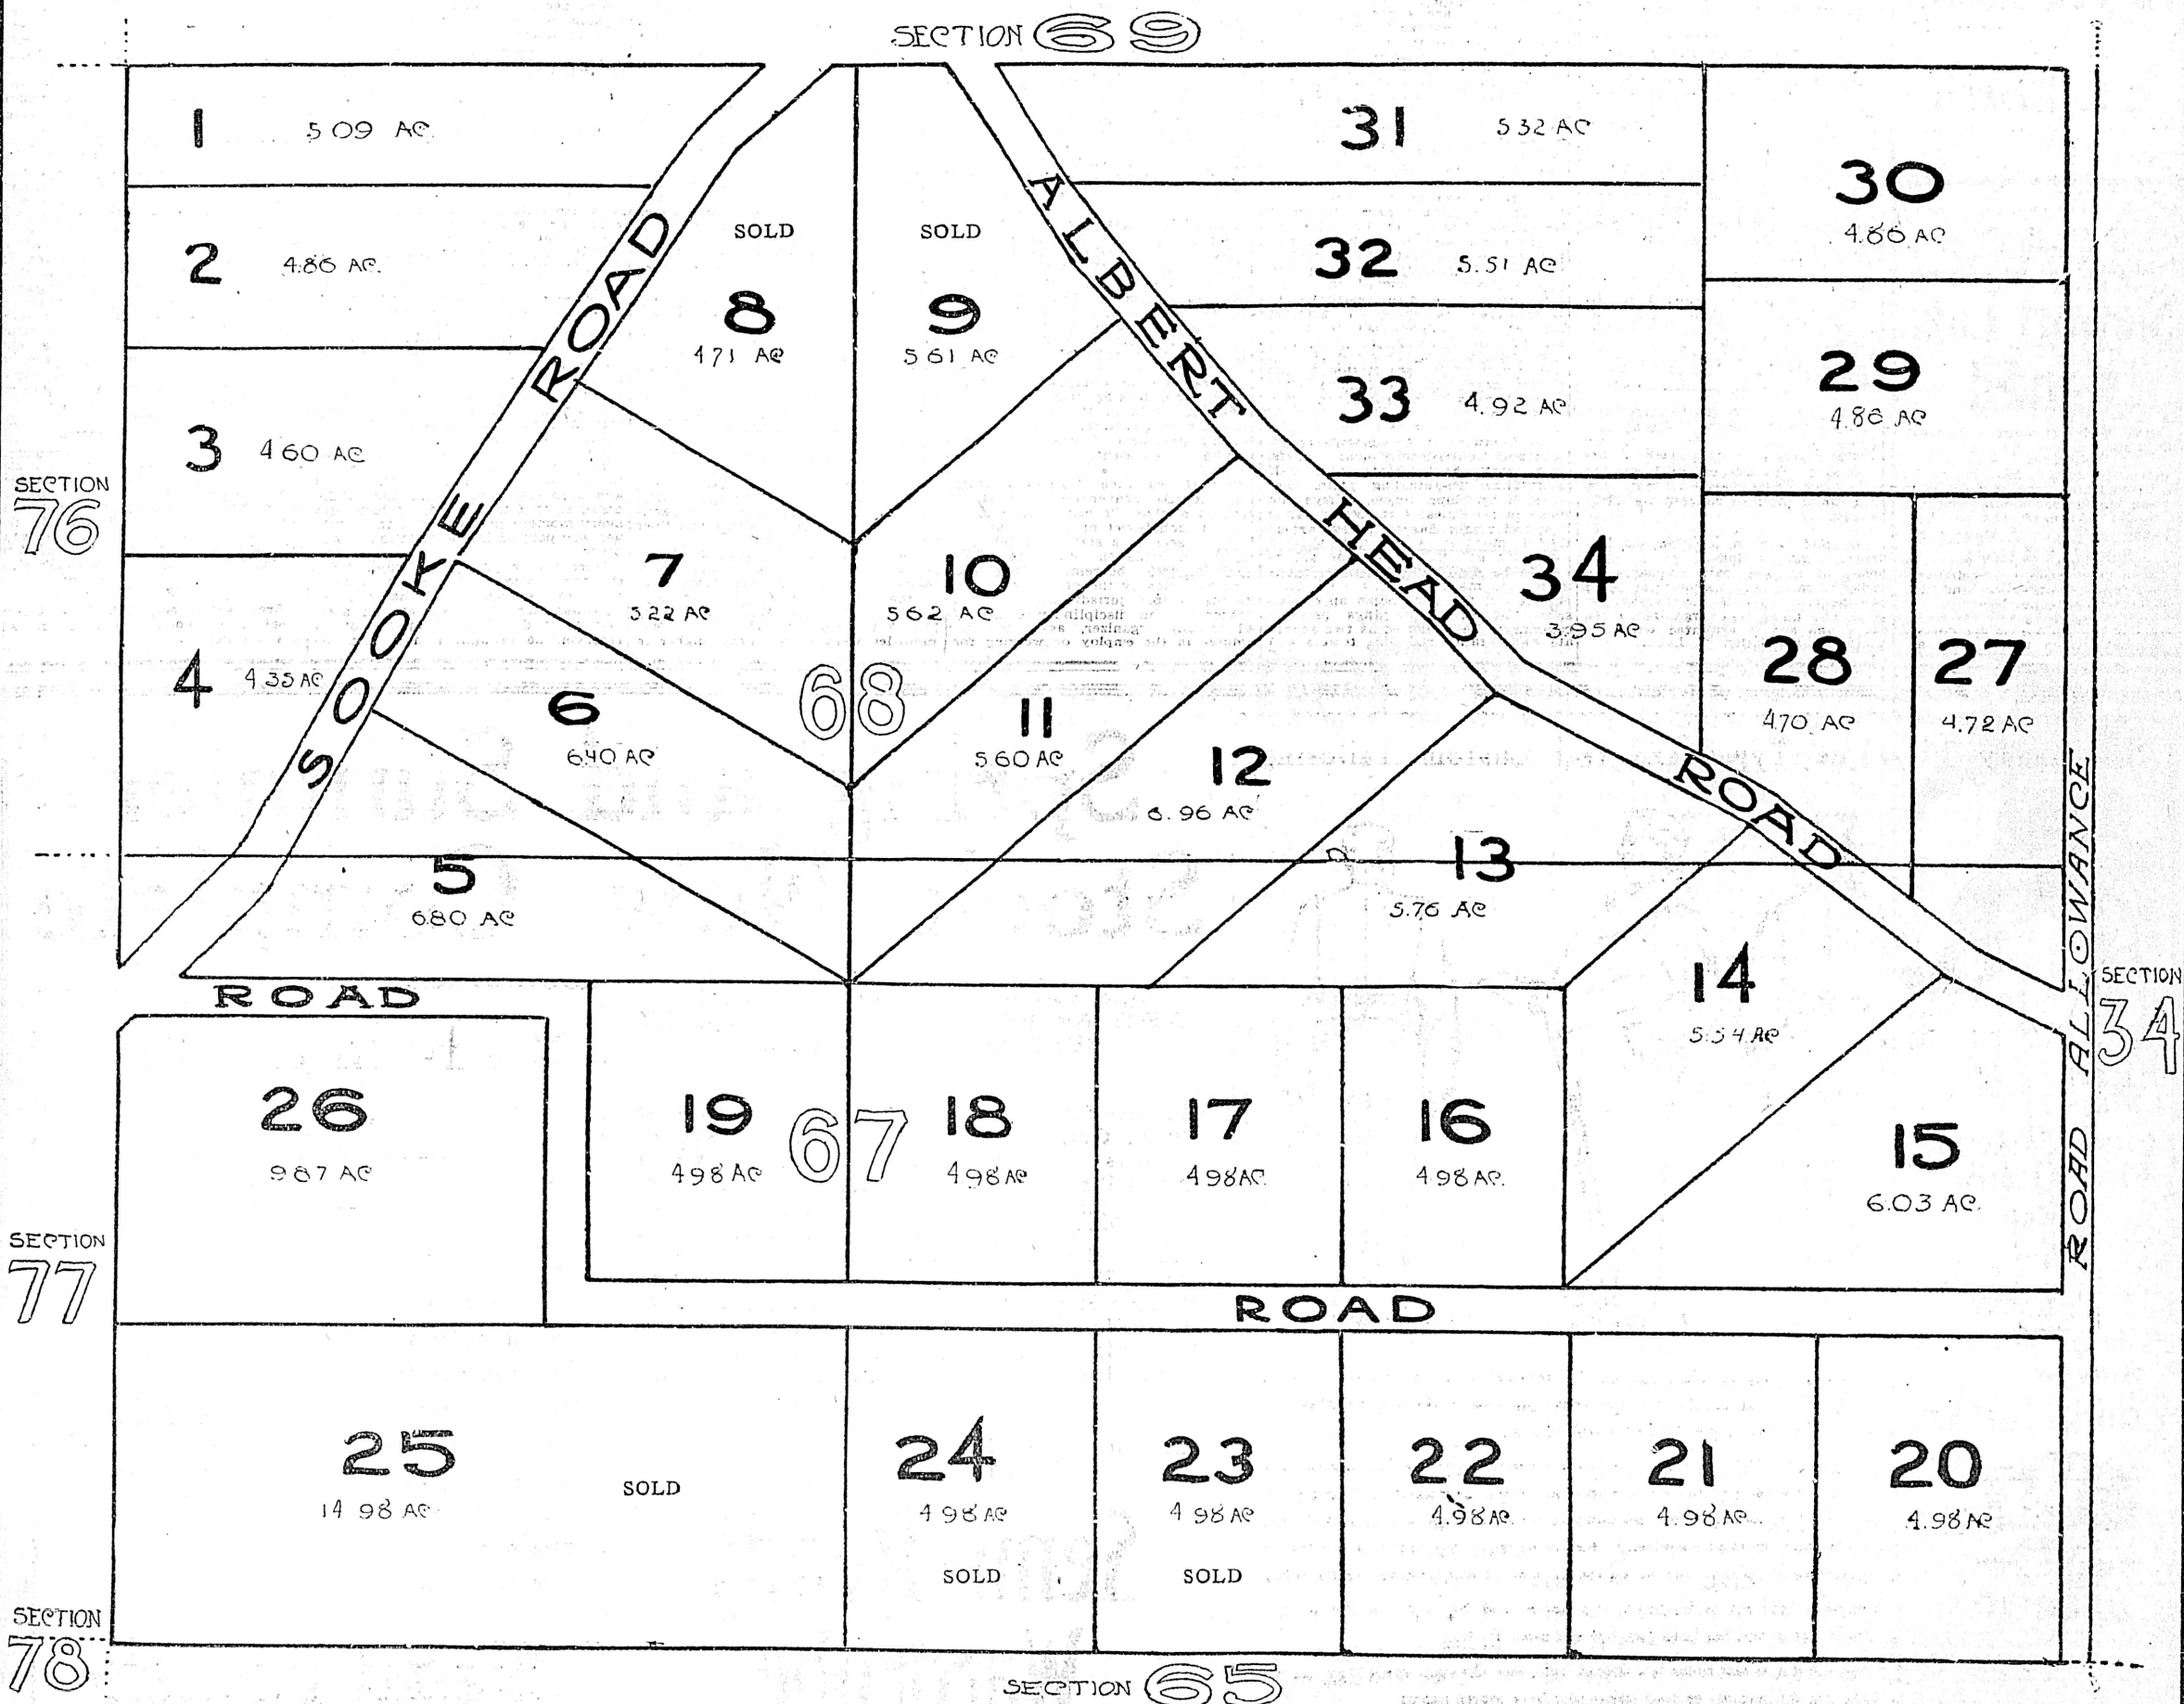 SECTION 69
1 5.09 AC.
2 4.86 AC.
3 4.60 AC
4 4.35 AC
SOOKE ROAD
SOLD
8
4.71 AC
SOLD
9
5.61 AC
ALBERT HEAD ROAD
31 5.32 AC
32 5.51 AC
33 4.92 AC
34
3.95 AC
30
4.86 AC
29
4.86 AC
28
4.70 AC
27
4.72 AC
SECTION
76
7
5.22 AC
10
5.62 AC
68
6
6.40 AC
11
5.60 AC
12
6.96 AC
5
6.80 AC
13
5.76 AC
14
5.54 AC
15
6.03 AC.
ROAD ALLOWANCE
SECTION
34
ROAD
26
9.87 AC
19
4.98 AC
67
18
4.98 AC
17
4.98 AC.
16
4.98 AC.
SECTION
77
ROAD
25
14.98 AC.
SOLD
24
4.98 AC
SOLD
23
4.98 AC
SOLD
22
4.98 AC.
21
4.98 AC.
20
4.98 AC
SECTION
78
SECTION 65